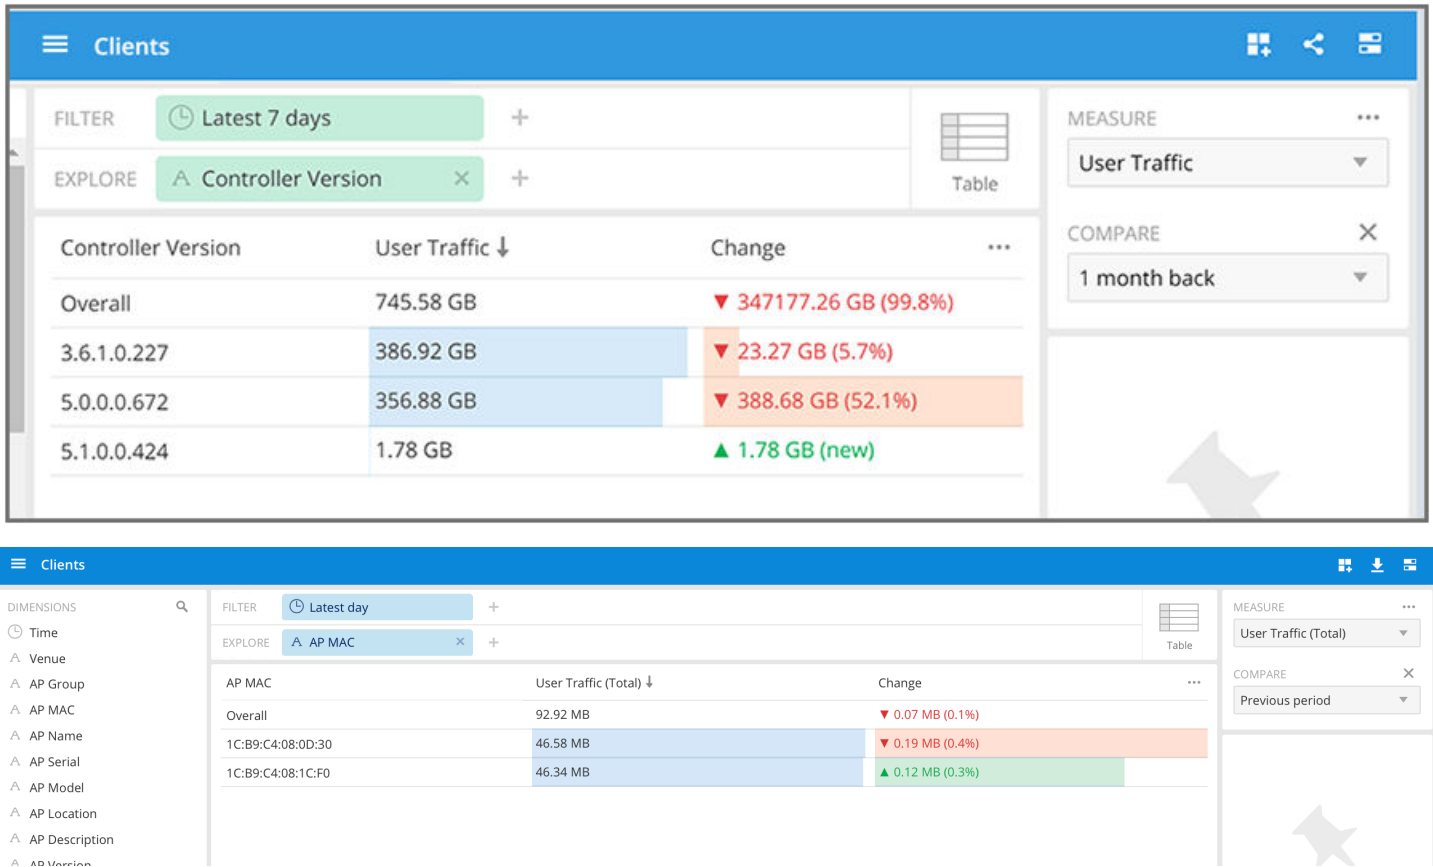 Clients
FILTER Latest 7 days +
EXPLORE A Controller Version × +
Table
MEASURE ...
User Traffic
COMPARE ×
1 month back
Controller Version User Traffic ↓ Change ...
Overall 745.58 GB ▼ 347177.26 GB (99.8%)
3.6.1.0.227 386.92 GB ▼ 23.27 GB (5.7%)
5.0.0.0.672 356.88 GB ▼ 388.68 GB (52.1%)
5.1.0.0.424 1.78 GB ▲ 1.78 GB (new)
Clients
DIMENSIONS
Time
A Venue
A AP Group
A AP MAC
A AP Name
A AP Serial
A AP Model
A AP Location
A AP Description
A AP Version
FILTER Latest day +
EXPLORE A AP MAC × +
Table
AP MAC User Traffic (Total) ↓ Change ...
Overall 92.92 MB ▼ 0.07 MB (0.1%)
1C:B9:C4:08:0D:30 46.58 MB ▼ 0.19 MB (0.4%)
1C:B9:C4:08:1C:F0 46.34 MB ▲ 0.12 MB (0.3%)
MEASURE ...
User Traffic (Total)
COMPARE ×
Previous period